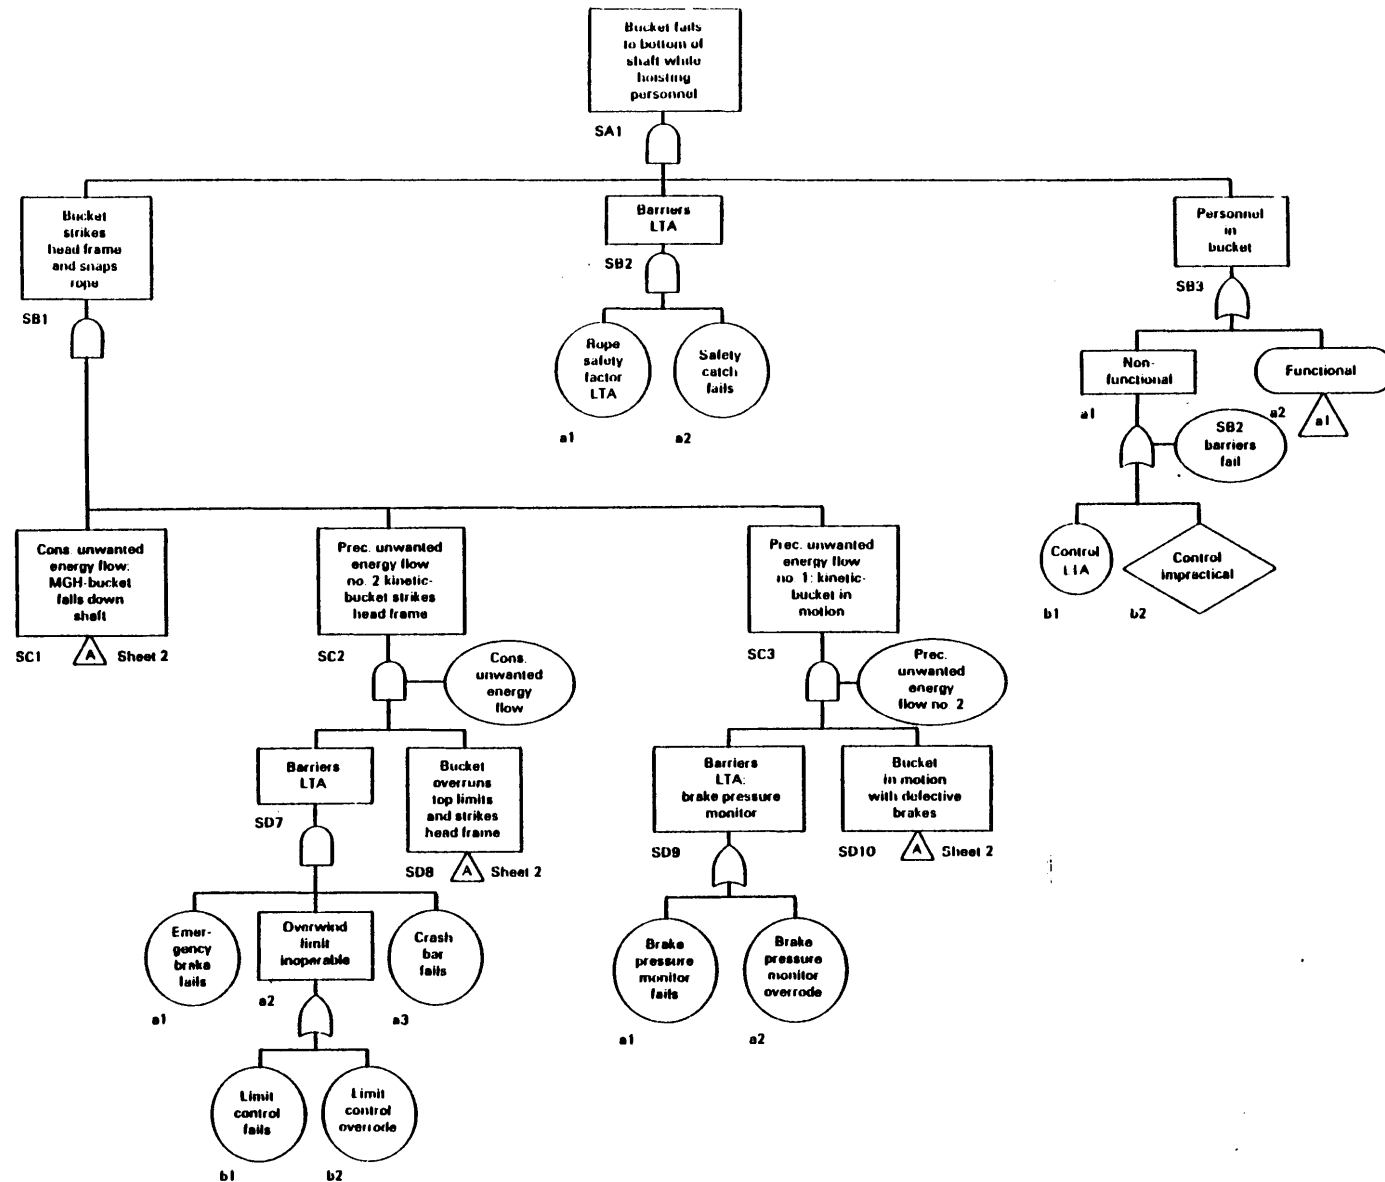 Bucket fails
to bottom of
shaft while
hoisting
personnel
SA1
Bucket
strikes
head frame
and snaps
rope
SB1
Barriers
LTA
SB2
Rope
safety
factor
LTA
a1
Safety
catch
fails
a2
Personnel
in
bucket
SB3
Non-
functional
a1
Functional
a2
a1
SB2
barriers
fail
Control
LTA
b1
Control
impractical
b2
Cons. unwanted
energy flow:
MGH-bucket
falls down
shaft
SC1
A
Sheet 2
Prec. unwanted
energy flow
no. 2 kinetic-
bucket strikes
head frame
SC2
Cons.
unwanted
energy
flow
Prec. unwanted
energy flow
no. 1: kinetic-
bucket in
motion
SC3
Prec.
unwanted
energy
flow no. 2
Barriers
LTA
SD7
Bucket
overruns
top limits
and strikes
head frame
SD8
A
Sheet 2
Barriers
LTA:
brake pressure
monitor
SD9
Bucket
in motion
with defective
brakes
SD10
A
Sheet 2
Emer-
gency
brake
fails
a1
Overwind
limit
inoperable
a2
Crash
bar
fails
a3
Brake
pressure
monitor
fails
a1
Brake
pressure
monitor
overrode
a2
Limit
control
fails
b1
Limit
control
overrode
b2